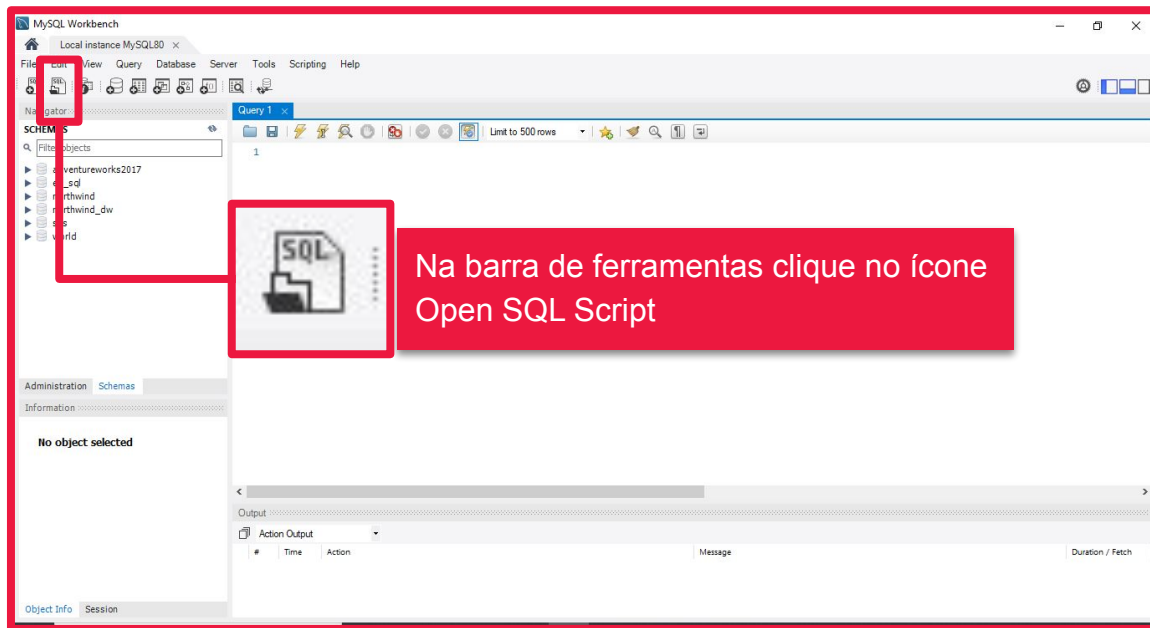 MySQL Workbench
Local instance MySQL80
File Edit View Query Database Server Tools Scripting Help
Navigator
Query 1
SCHEMAS
Limit to 500 rows
Filter objects
1
adventureworks2017
northwind
northwind_dw
sys
world
SQL
Na barra de ferramentas clique no ícone
Open SQL Script
Administration Schemas
Information
No object selected
Output
Action Output
# Time Action Message Duration / Fetch
Object Info Session